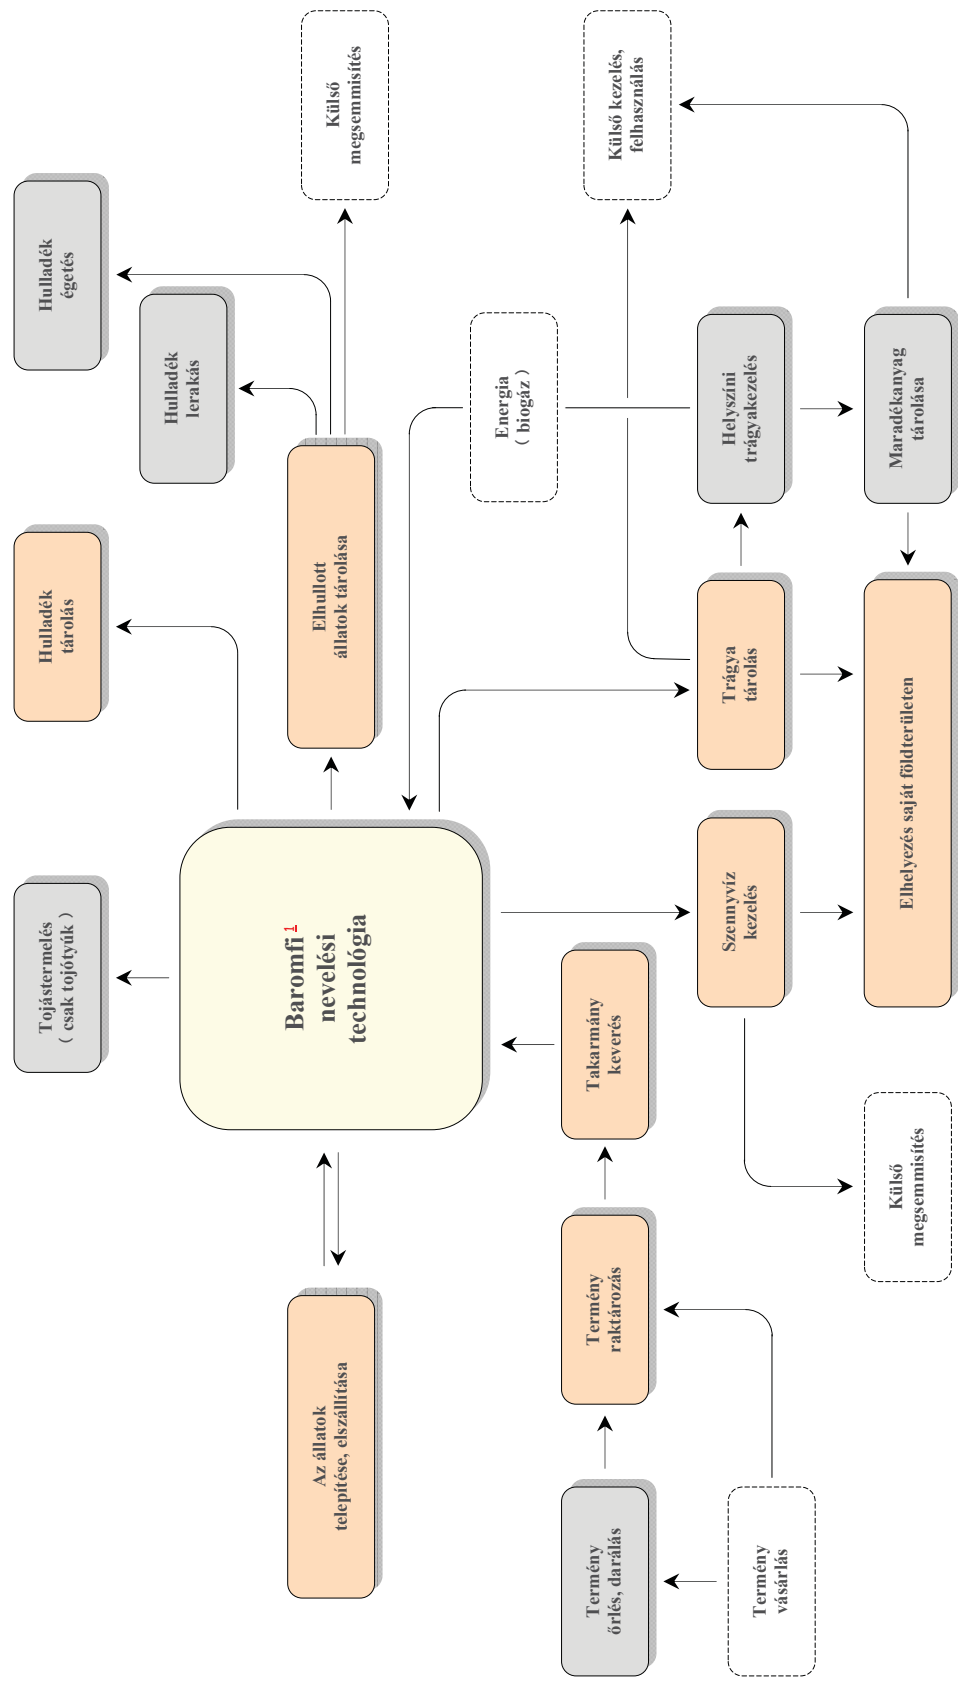 Tojástermelés
( csak tojótyúk )
Hulladék
tárolás
Hulladék
égetés
Hulladék
lerakás
Az állatok
telepítése, elszállítása
Baromfi 1
nevelési
technológia
Elhullott
állatok tárolása
Külső
megsemmisítés
Energia
( biogáz )
Termény
őrlés, darálás
Termény
raktározás
Takarmány
keverés
Külső kezelés,
felhasználás
Termény
vásárlás
Szennyvíz
kezelés
Trágya
tárolás
Helyszíni
trágyakezelés
Külső
megsemmisítés
Elhelyezés saját földterületen
Maradékanyag
tárolása